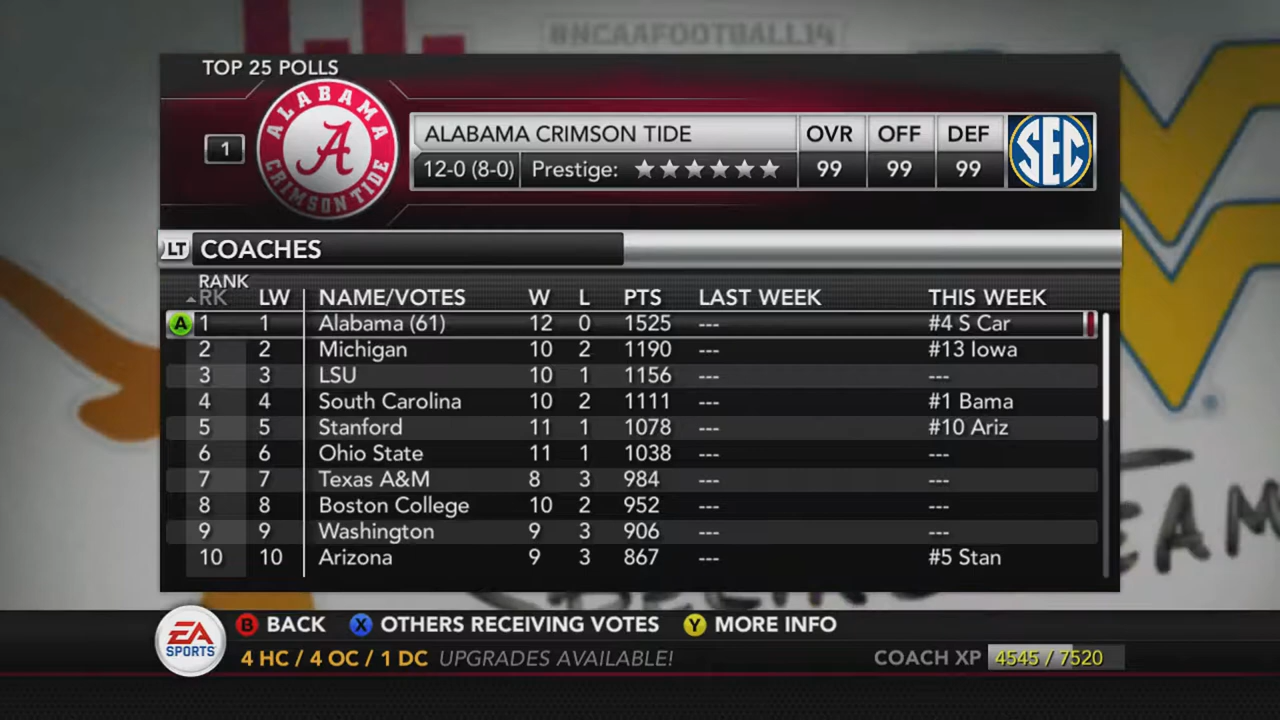 #NCAAFOOTBALL14
TOP 25 POLLS
1
ALABAMA CRIMSON TIDE
A
ALABAMA CRIMSON TIDE OVR OFF DEF
12-0 (8-0) Prestige: 99 99 99
SEC
LT COACHES
RANK
RK LW NAME/VOTES W L PTS LAST WEEK THIS WEEK
A 1 1 Alabama (61) 12 0 1525 --- #4 S Car
2 2 Michigan 10 2 1190 --- #13 Iowa
3 3 LSU 10 1 1156 --- ---
4 4 South Carolina 10 2 1111 --- #1 Bama
5 5 Stanford 11 1 1078 --- #10 Ariz
6 6 Ohio State 11 1 1038 --- ---
7 7 Texas A&M 8 3 984 --- ---
8 8 Boston College 10 2 952 --- ---
9 9 Washington 9 3 906 --- ---
10 10 Arizona 9 3 867 --- #5 Stan
EA SPORTS
B BACK X OTHERS RECEIVING VOTES Y MORE INFO
4 HC / 4 OC / 1 DC UPGRADES AVAILABLE! COACH XP 4545 / 7520